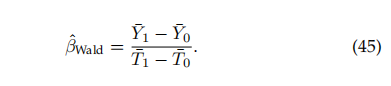 β̂_Wald = (Ȳ₁ − Ȳ₀) / (T̄₁ − T̄₀). (45)